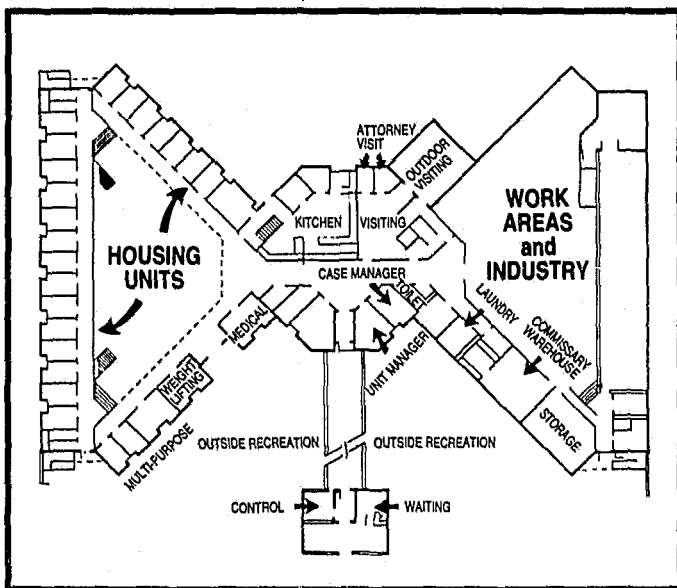 ATTORNEY
VISIT
OUTDOOR
VISITING
KITCHEN
VISITING
WORK
AREAS
and
INDUSTRY
HOUSING
UNITS
CASE MANAGER
TOILET
LAUNDRY
COMMISSARY
WAREHOUSE
MEDICAL
UNIT MANAGER
WEIGHT
LIFTING
STORAGE
MULTI-PURPOSE
OUTSIDE RECREATION
OUTSIDE RECREATION
CONTROL
WAITING